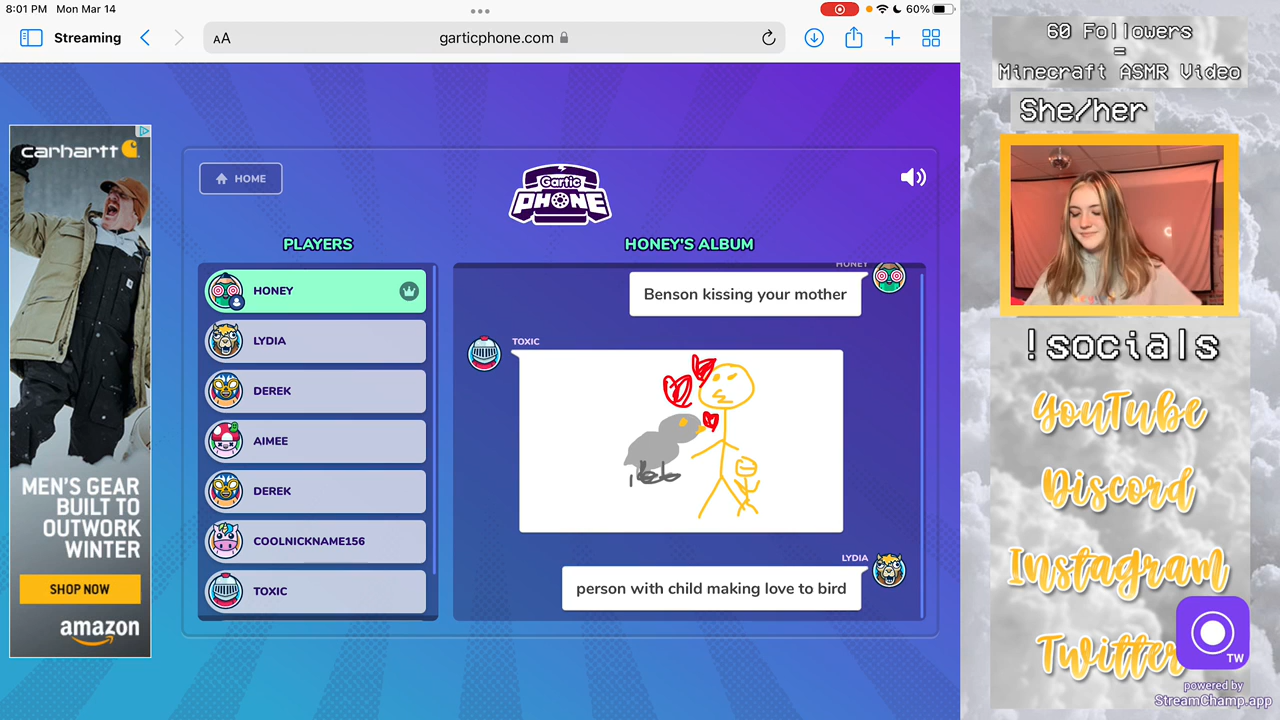 8:01 PM Mon Mar 14
60%
Streaming
AA
garticphone.com
carhartt
MEN'S GEAR
BUILT TO
OUTWORK
WINTER
SHOP NOW
amazon
HOME
Gartic
PHONE
PLAYERS
HONEY
LYDIA
DEREK
AIMEE
DEREK
COOLNICKNAME156
TOXIC
HONEY'S ALBUM
HONEY
Benson kissing your mother
TOXIC
LYDIA
person with child making love to bird
60 Followers
=
Minecraft ASMR Video
She/her
!socials
YouTube
Discord
Instagram
Twitter
TW
powered by
StreamChamp.app